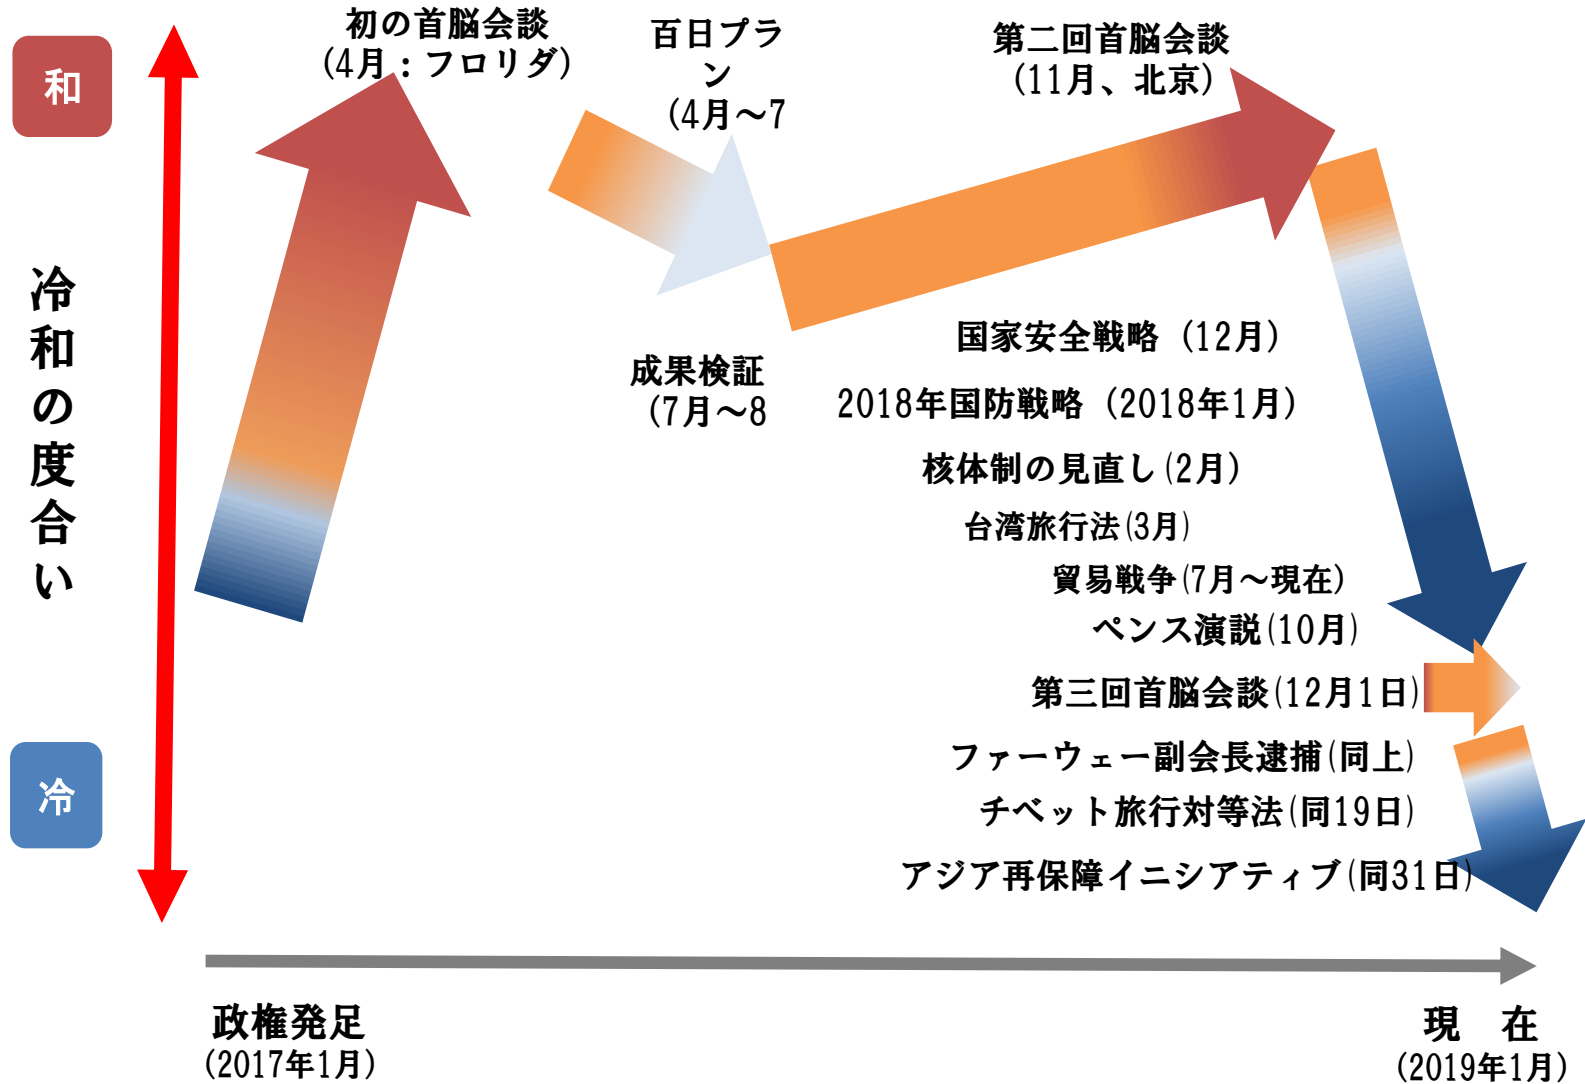 初の首脳会談
(4月：フロリダ)
百日プラ
ン
(4月～7
第二回首脳会談
(11月、北京)
和
冷和の度合い
冷
成果検証
(7月～8
国家安全戦略 (12月)
2018年国防戦略 (2018年1月)
核体制の見直し(2月)
台湾旅行法(3月)
貿易戦争(7月～現在)
ペンス演説(10月)
第三回首脳会談(12月1日)
ファーウェー副会長逮捕(同上)
チベット旅行対等法(同19日)
アジア再保障イニシアティブ(同31日)
政権発足
(2017年1月)
現　在
(2019年1月)